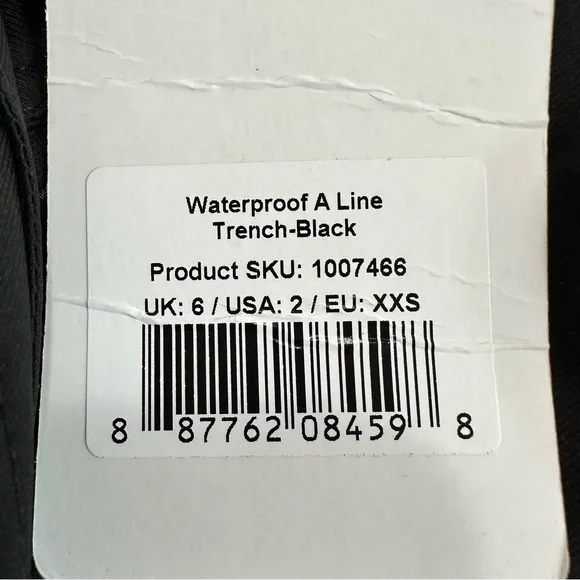 Waterproof A Line
Trench-Black
Product SKU: 1007466
UK: 6 / USA: 2 / EU: XXS
8 87762 08459 8